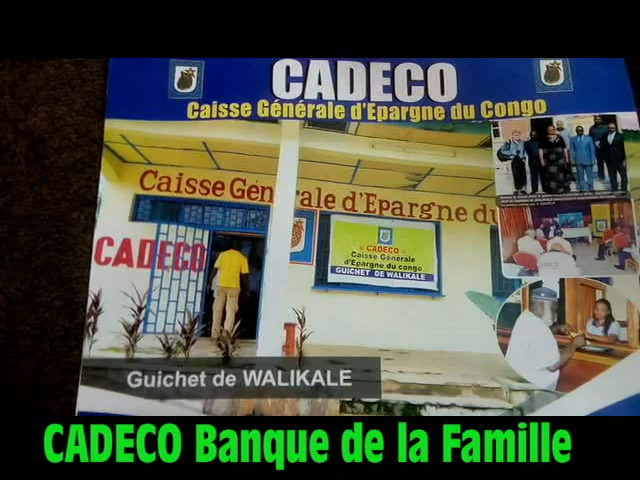 CADECO
Caisse Générale d'Epargne du Congo
Caisse Générale d'Epargne du
CADECO
CADECO
Caisse Générale
d'Epargne du congo
GUICHET DE WALIKALE
Guichet de WALIKALE
CADECO Banque de la Famille